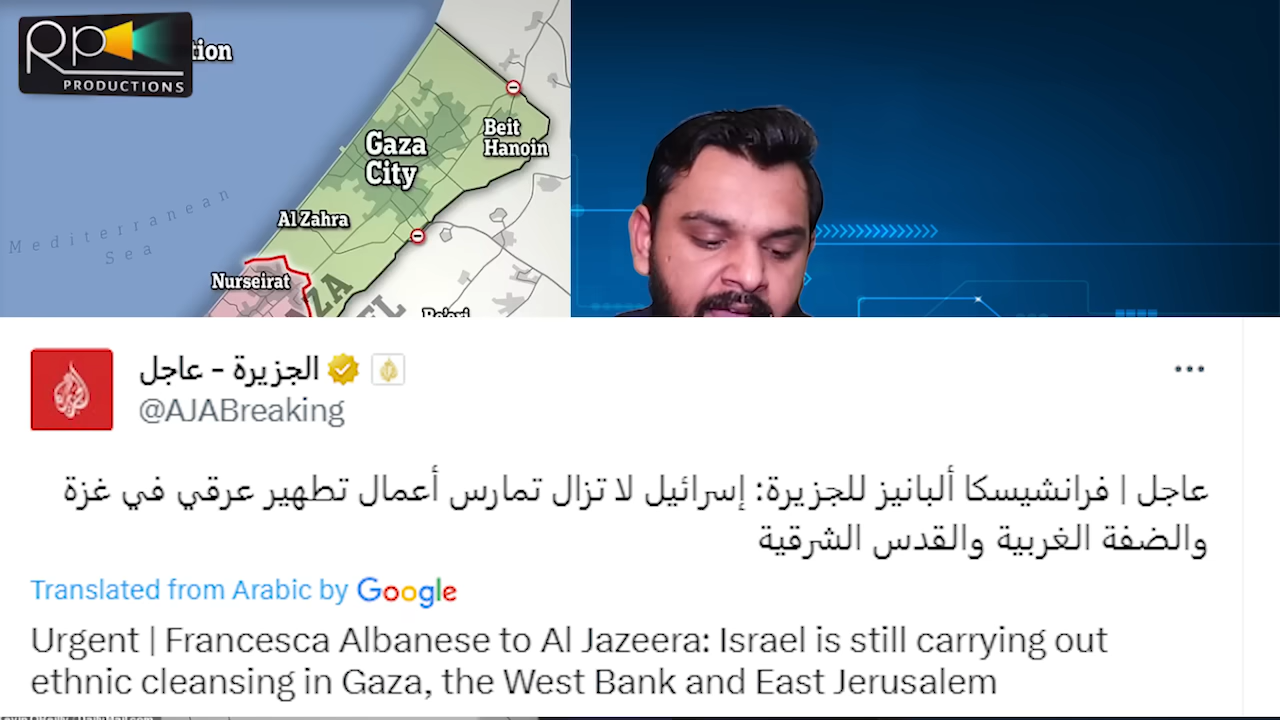 RP
PRODUCTIONS
tion
Gaza
City
Beit
Hanoin
Al Zahra
Mediterranean
Sea
Nurseirat
الجزيرة - عاجل
@AJABreaking
عاجل | فرانشيسكا ألبانيز للجزيرة: إسرائيل لا تزال تمارس أعمال تطهير عرقي في غزة
والضفة الغربية والقدس الشرقية
Translated from Arabic by Google
Urgent | Francesca Albanese to Al Jazeera: Israel is still carrying out
ethnic cleansing in Gaza, the West Bank and East Jerusalem